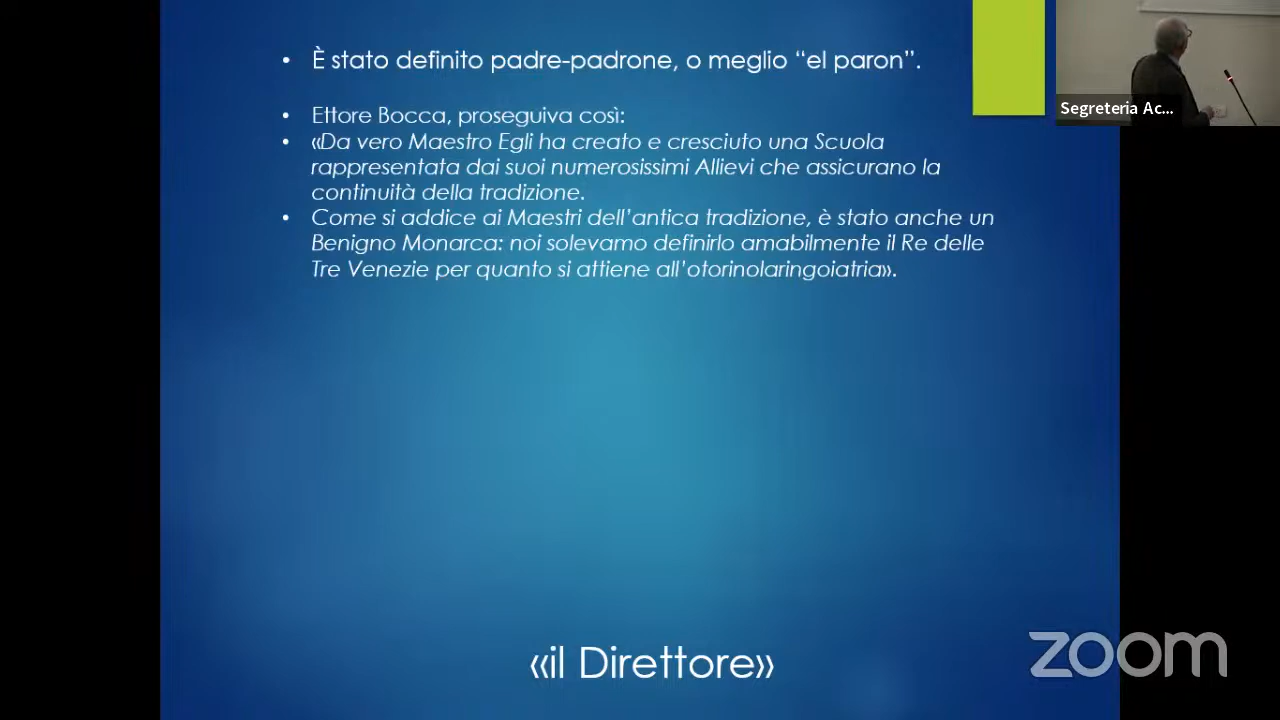 • È stato definito padre-padrone, o meglio “el paron”.
• Ettore Bocca, proseguiva così:
• «Da vero Maestro Egli ha creato e cresciuto una Scuola
rappresentata dai suoi numerosissimi Allievi che assicurano la
continuità della tradizione.
• Come si addice ai Maestri dell’antica tradizione, è stato anche un
Benigno Monarca: noi solevamo definirlo amabilmente il Re delle
Tre Venezie per quanto si attiene all’otorinolaringoiatria».
Segreteria Ac...
«il Direttore»
zoom